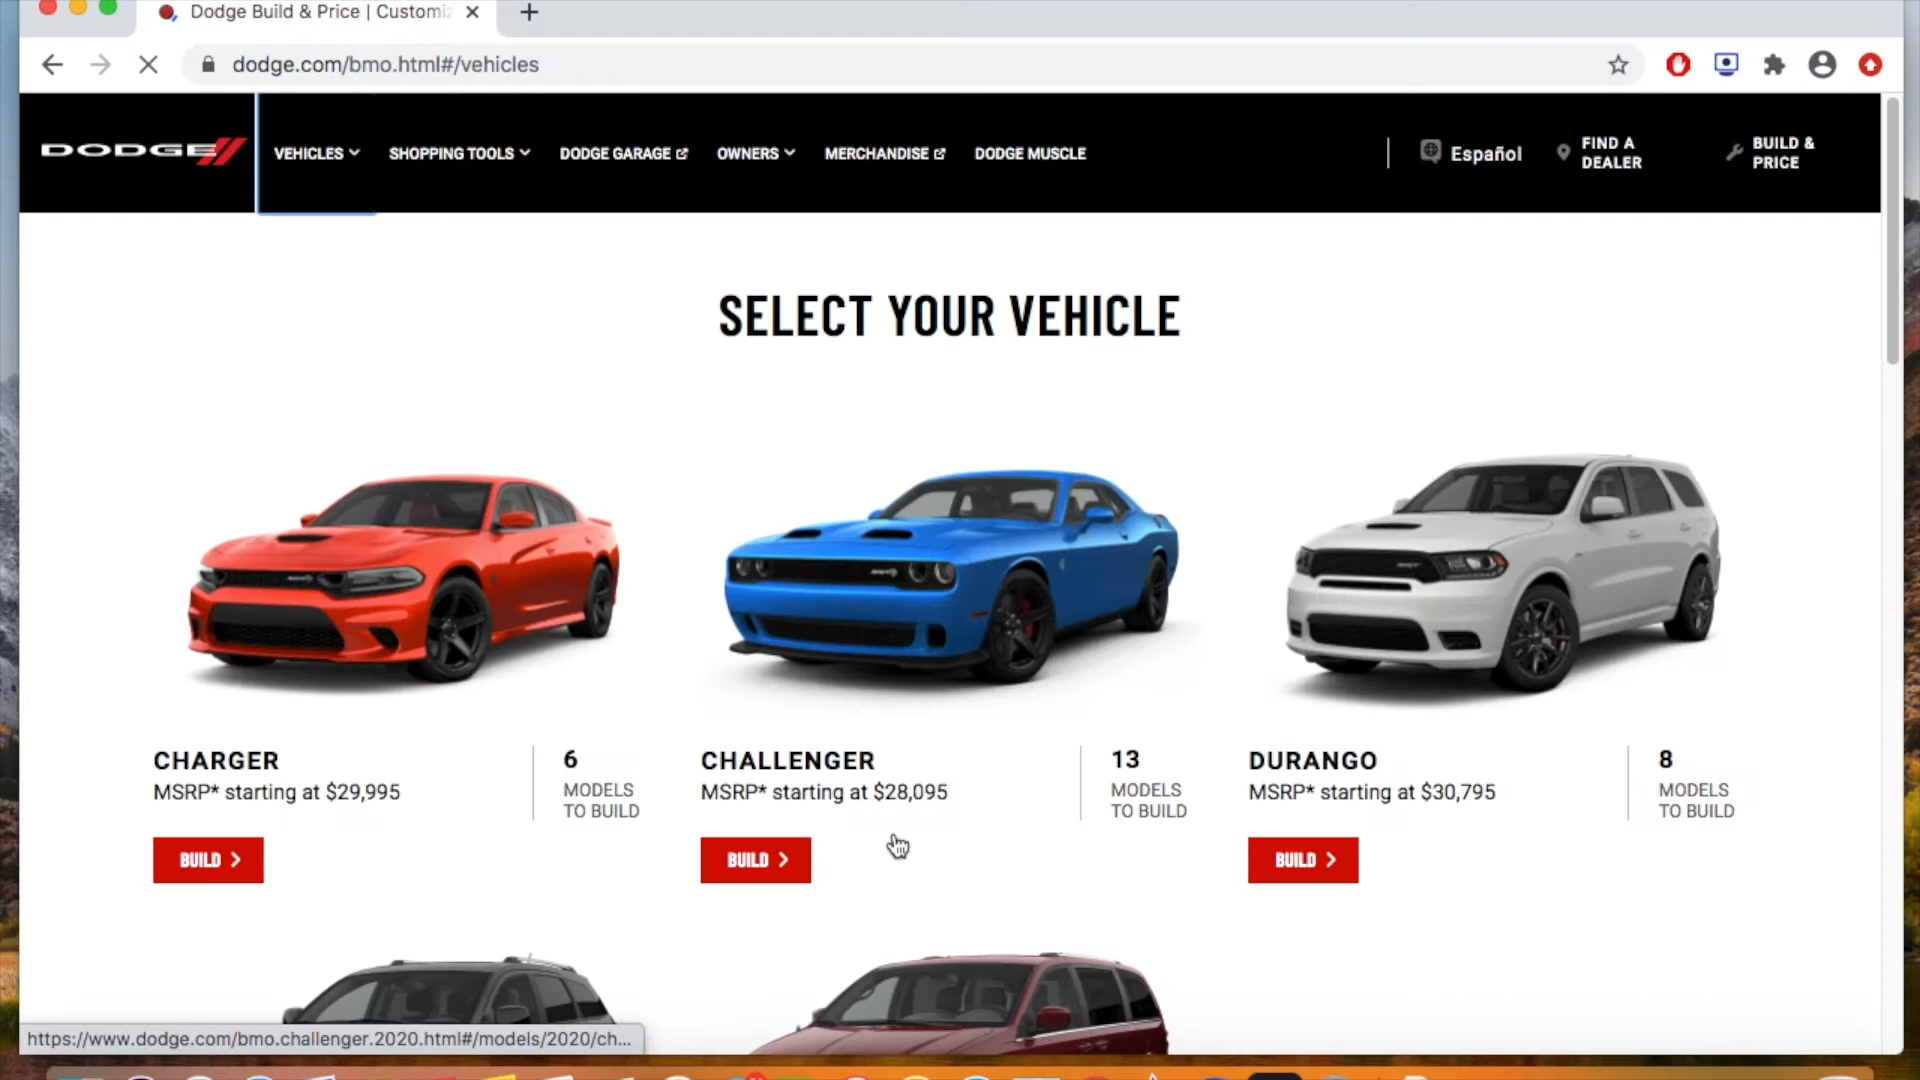 Dodge Build & Price | Customiz
dodge.com/bmo.html#/vehicles
DODGE
VEHICLES
SHOPPING TOOLS
DODGE GARAGE
OWNERS
MERCHANDISE
DODGE MUSCLE
Español
FIND A
DEALER
BUILD &
PRICE
SELECT YOUR VEHICLE
CHARGER
MSRP* starting at $29,995
6
MODELS
TO BUILD
BUILD
CHALLENGER
MSRP* starting at $28,095
13
MODELS
TO BUILD
BUILD
DURANGO
MSRP* starting at $30,795
8
MODELS
TO BUILD
BUILD
https://www.dodge.com/bmo.challenger.2020.html#/models/2020/ch...